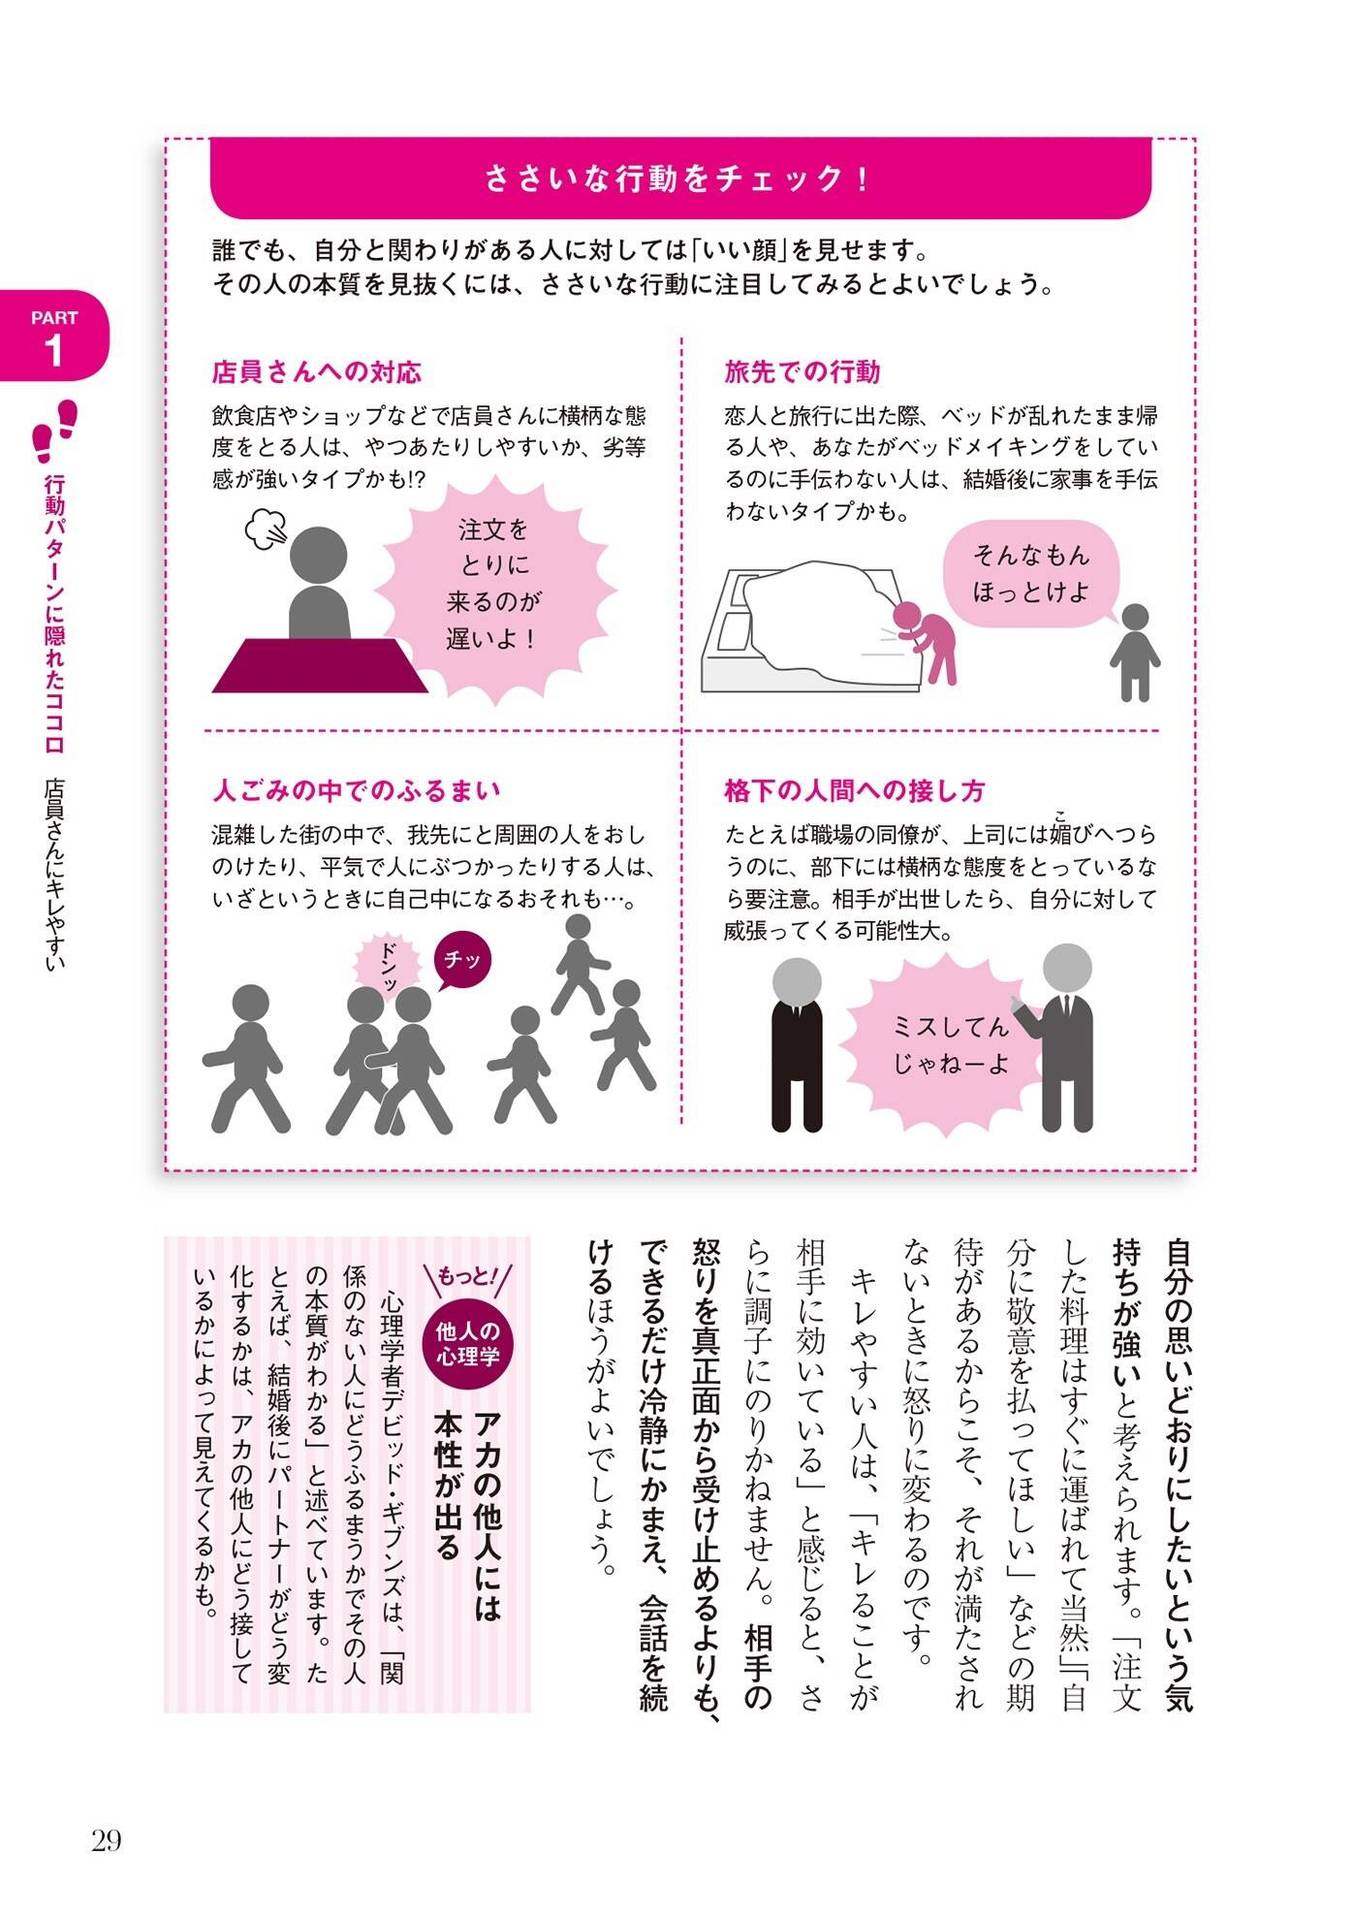 ささいな行動をチェック！
誰でも、自分と関わりがある人に対しては「いい顔」を見せます。
その人の本質を見抜くには、ささいな行動に注目してみるとよいでしょう。
店員さんへの対応
飲食店やショップなどで店員さんに横柄な態
度をとる人は、やつあたりしやすいか、劣等
感が強いタイプかも!?
注文を
とりに
来るのが
遅いよ！
旅先での行動
恋人と旅行に出た際、ベッドが乱れたまま帰
る人や、あなたがベッドメイキングをしてい
るのに手伝わない人は、結婚後に家事を手伝
わないタイプかも。
そんなもん
ほっとけよ
人ごみの中でのふるまい
混雑した街の中で、我先にと周囲の人をおし
のけたり、平気で人にぶつかったりする人は、
いざというときに自己中になるおそれも…。
ドンッ
チッ
格下の人間への接し方
こ
たとえば職場の同僚が、上司には媚びへつら
うのに、部下には横柄な態度をとっているな
ら要注意。相手が出世したら、自分に対して
威張ってくる可能性大。
ミスしてん
じゃねーよ
PART
1
行動パターンに隠れたココロ 店員さんにキレやすい
自分の思いどおりにしたいという気
持ちが強いと考えられます。「注文
した料理はすぐに運ばれて当然」「自
分に敬意を払ってほしい」などの期
待があるからこそ、それが満たされ
ないときに怒りに変わるのです。
キレやすい人は、「キレることが
相手に効いている」と感じると、さ
らに調子にのりかねません。相手の
怒りを真正面から受け止めるよりも、
できるだけ冷静にかまえ、会話を続
けるほうがよいでしょう。
もっと！
他人の
心理学
アカの他人には
本性が出る
心理学者デビッド・ギブンズは、「関
係のない人にどうふるまうかでその人
の本質がわかる」と述べています。た
とえば、結婚後にパートナーがどう変
化するかは、アカの他人にどう接して
いるかによって見えてくるかも。
29